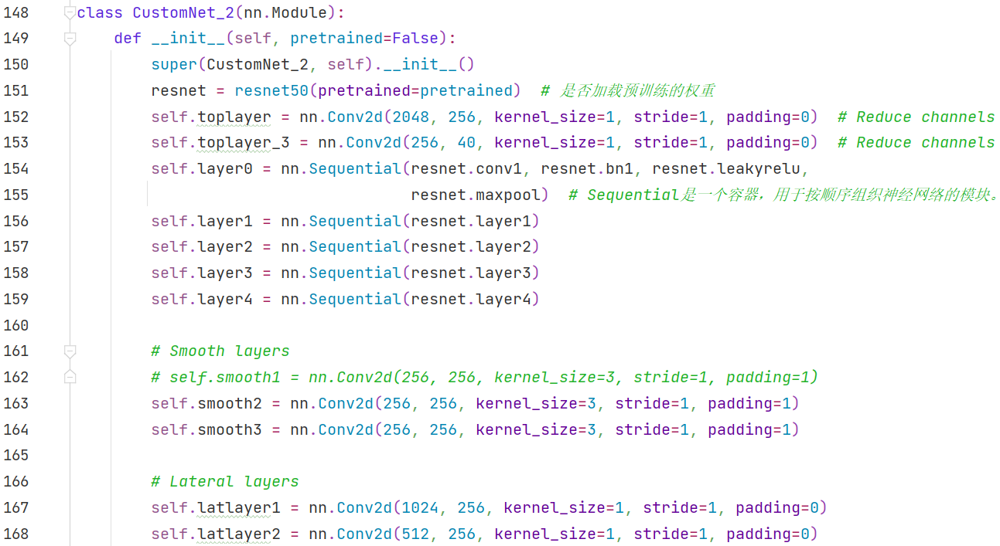 148 class CustomNet_2(nn.Module):
149     def __init__(self, pretrained=False):
150         super(CustomNet_2, self).__init__()
151         resnet = resnet50(pretrained=pretrained)  # 是否加载预训练的权重
152         self.toplayer = nn.Conv2d(2048, 256, kernel_size=1, stride=1, padding=0)  # Reduce channels
153         self.toplayer_3 = nn.Conv2d(256, 40, kernel_size=1, stride=1, padding=0)  # Reduce channels
154         self.layer0 = nn.Sequential(resnet.conv1, resnet.bn1, resnet.leakyrelu,
155                                     resnet.maxpool)  # Sequential是一个容器，用于按顺序组织神经网络的模块。
156         self.layer1 = nn.Sequential(resnet.layer1)
157         self.layer2 = nn.Sequential(resnet.layer2)
158         self.layer3 = nn.Sequential(resnet.layer3)
159         self.layer4 = nn.Sequential(resnet.layer4)
160
161         # Smooth layers
162         # self.smooth1 = nn.Conv2d(256, 256, kernel_size=3, stride=1, padding=1)
163         self.smooth2 = nn.Conv2d(256, 256, kernel_size=3, stride=1, padding=1)
164         self.smooth3 = nn.Conv2d(256, 256, kernel_size=3, stride=1, padding=1)
165
166         # Lateral layers
167         self.latlayer1 = nn.Conv2d(1024, 256, kernel_size=1, stride=1, padding=0)
168         self.latlayer2 = nn.Conv2d(512, 256, kernel_size=1, stride=1, padding=0)